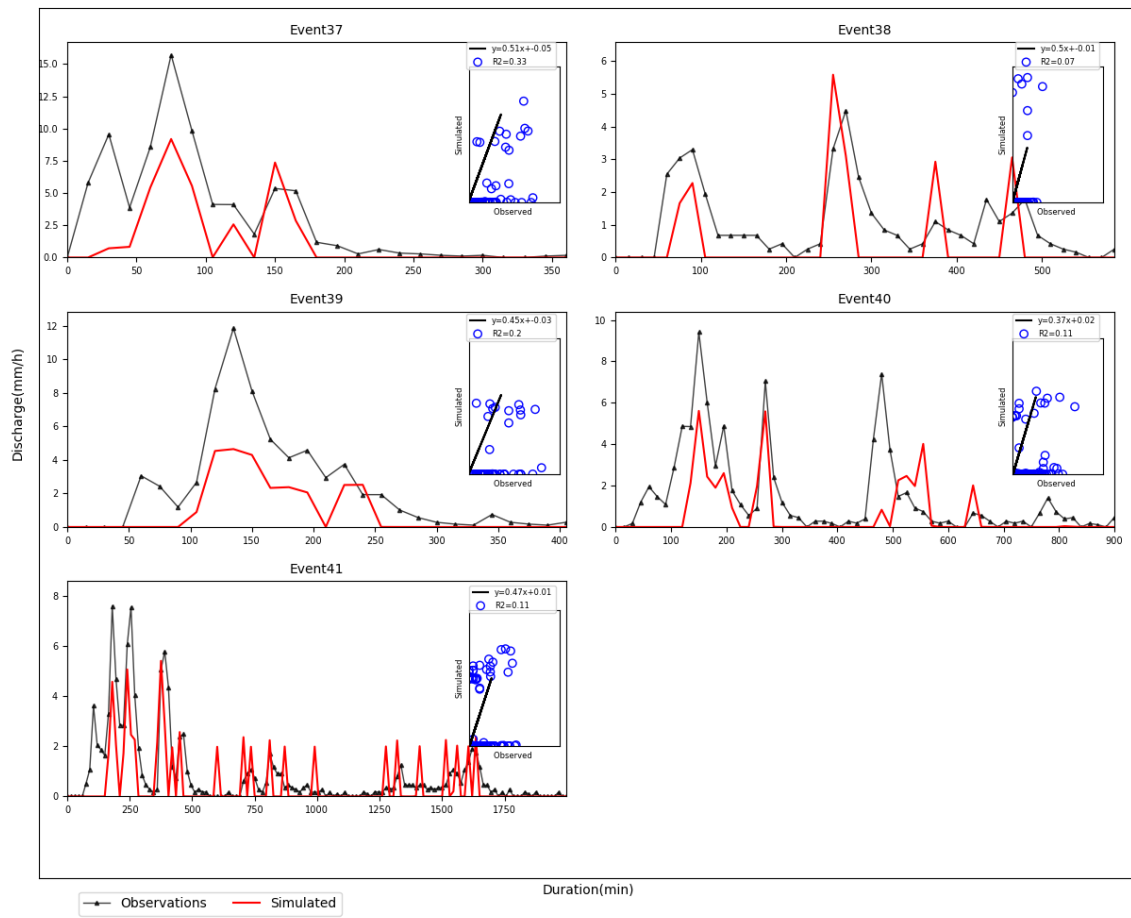 Event37
Event38
y=0.51x+-0.05
R2=0.33
y=0.5x+-0.01
R2=0.07
15.0
12.5
10.0
7.5
5.0
2.5
0.0
Simulated
Observed
0 50 100 150 200 250 300 350
6
5
4
3
2
1
0
Simulated
Observed
0 100 200 300 400 500
Event39
Event40
y=0.45x+-0.03
R2=0.2
y=0.37x+0.02
R2=0.11
12
10
8
6
4
2
0
Simulated
Observed
0 50 100 150 200 250 300 350 400
10
8
6
4
2
0
Simulated
Observed
0 100 200 300 400 500 600 700 800 900
Discharge(mm/h)
Event41
y=0.47x+0.01
R2=0.11
8
6
4
2
0
Simulated
Observed
0 250 500 750 1000 1250 1500 1750
Duration(min)
Observations Simulated